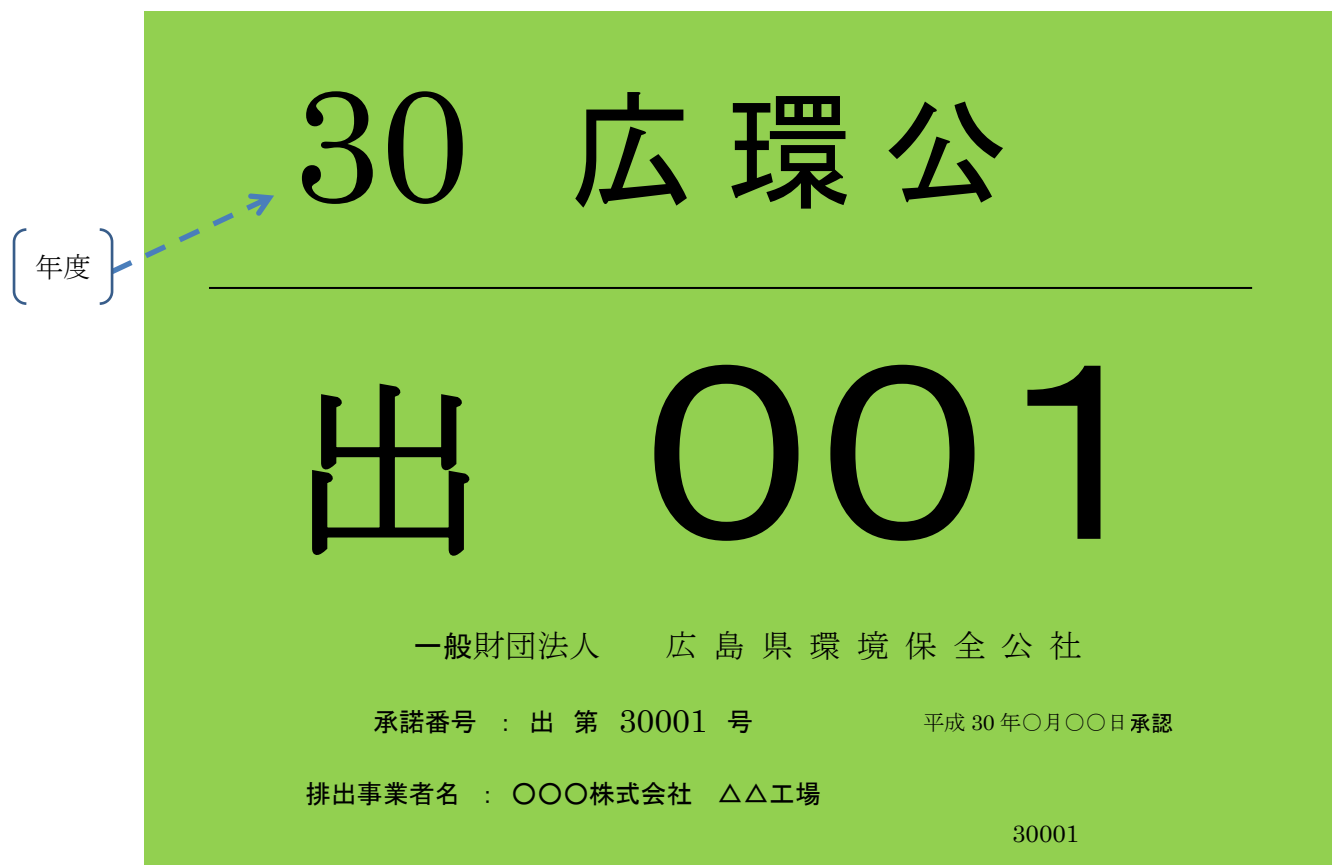 30 広環公
年度
出 001
一般財団法人 広島県環境保全公社
承諾番号 : 出 第 30001 号 平成 30 年○月○○日承認
排出事業者名 : ○○○株式会社 △△工場
30001